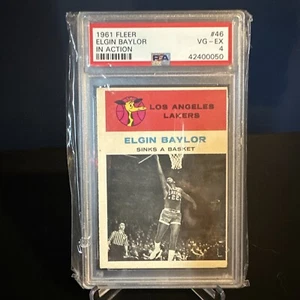 1961 FLEER #46
ELGIN BAYLOR VG - EX
IN ACTION 4
PSA 42400050
LOS ANGELES
LAKERS
ELGIN BAYLOR
SINKS A BASKET
22